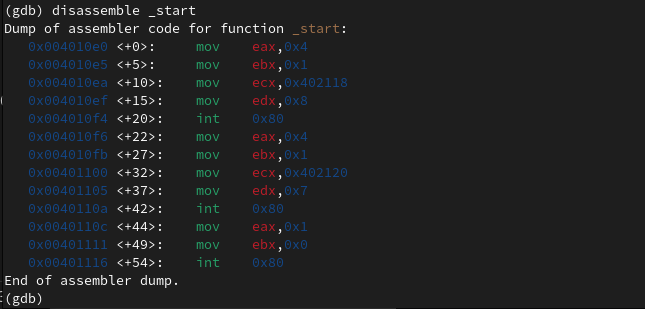 (gdb) disassemble _start
Dump of assembler code for function _start:
   0x004010e0 <+0>:     mov    eax,0x4
   0x004010e5 <+5>:     mov    ebx,0x1
   0x004010ea <+10>:    mov    ecx,0x402118
   0x004010ef <+15>:    mov    edx,0x8
   0x004010f4 <+20>:    int    0x80
   0x004010f6 <+22>:    mov    eax,0x4
   0x004010fb <+27>:    mov    ebx,0x1
   0x00401100 <+32>:    mov    ecx,0x402120
   0x00401105 <+37>:    mov    edx,0x7
   0x0040110a <+42>:    int    0x80
   0x0040110c <+44>:    mov    eax,0x1
   0x00401111 <+49>:    mov    ebx,0x0
   0x00401116 <+54>:    int    0x80
End of assembler dump.
(gdb)